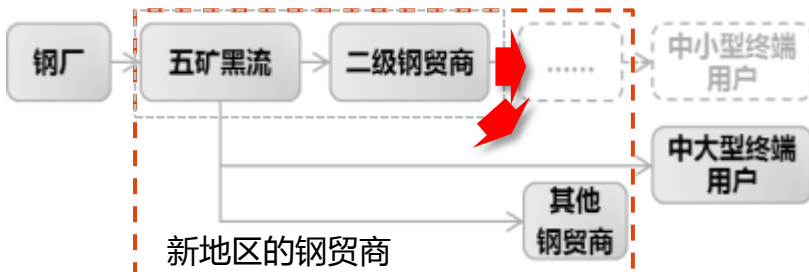 钢厂
五矿黑流
二级钢贸商
……
中小型终端
用户
中大型终端
用户
其他
钢贸商
新地区的钢贸商